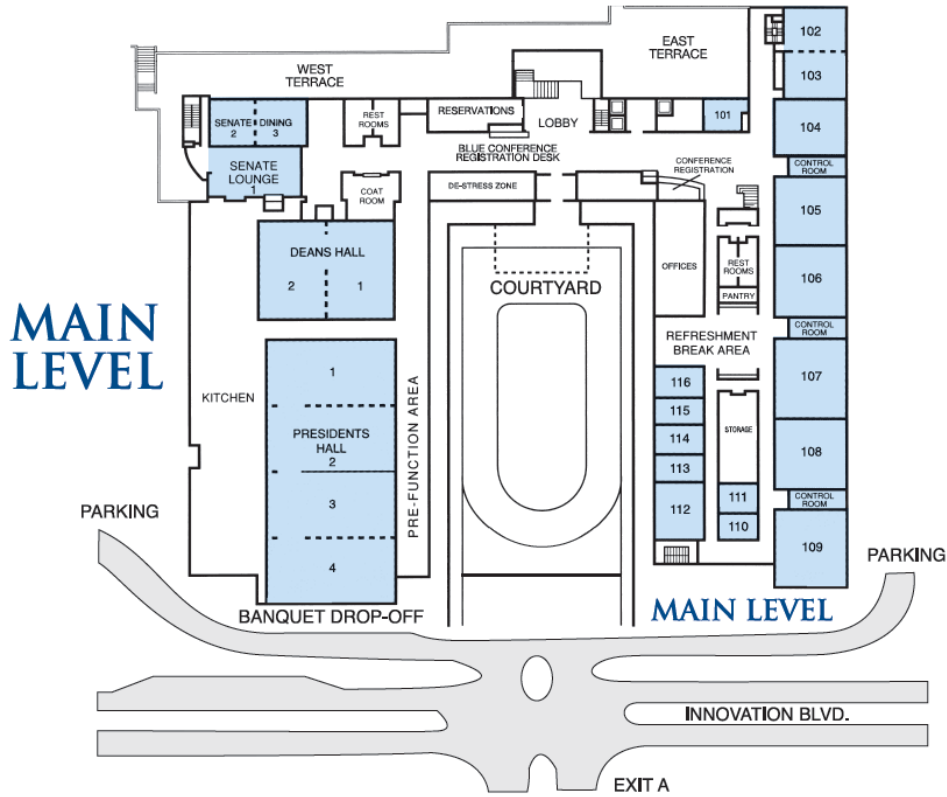 102
EAST
TERRACE
WEST
TERRACE
103
RESERVATIONS
SENATE DINING
2 3
REST
ROOMS
LOBBY
101
104
BLUE CONFERENCE
REGISTRATION DESK
CONFERENCE
REGISTRATION
CONTROL
ROOM
SENATE
LOUNGE
1
COAT
ROOM
DE-STRESS ZONE
105
DEANS HALL
2 1
OFFICES
REST
ROOMS
PANTRY
106
COURTYARD
MAIN
LEVEL
REFRESHMENT
BREAK AREA
CONTROL
ROOM
KITCHEN
1
PRESIDENTS
HALL
2
3
4
PRE-FUNCTION AREA
116
115
114
113
112
STORAGE
111
110
107
108
CONTROL
ROOM
109
PARKING
PARKING
BANQUET DROP-OFF
MAIN LEVEL
INNOVATION BLVD.
EXIT A